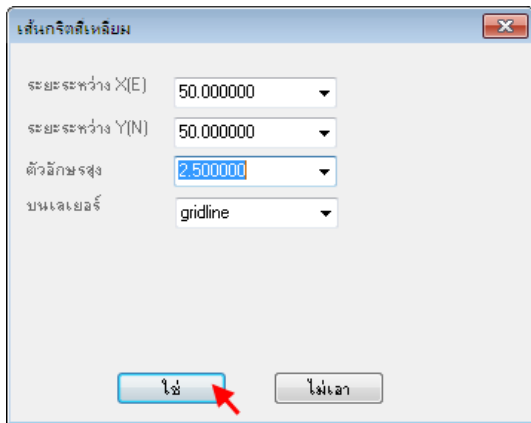 เส้นกริตสี่เหลี่ยม
ระยะระหว่าง X(E) 50.000000
ระยะระหว่าง Y(N) 50.000000
ตัวอักษรสูง 2.500000
บนเลเยอร์ gridline
ใช่ ไม่เอา